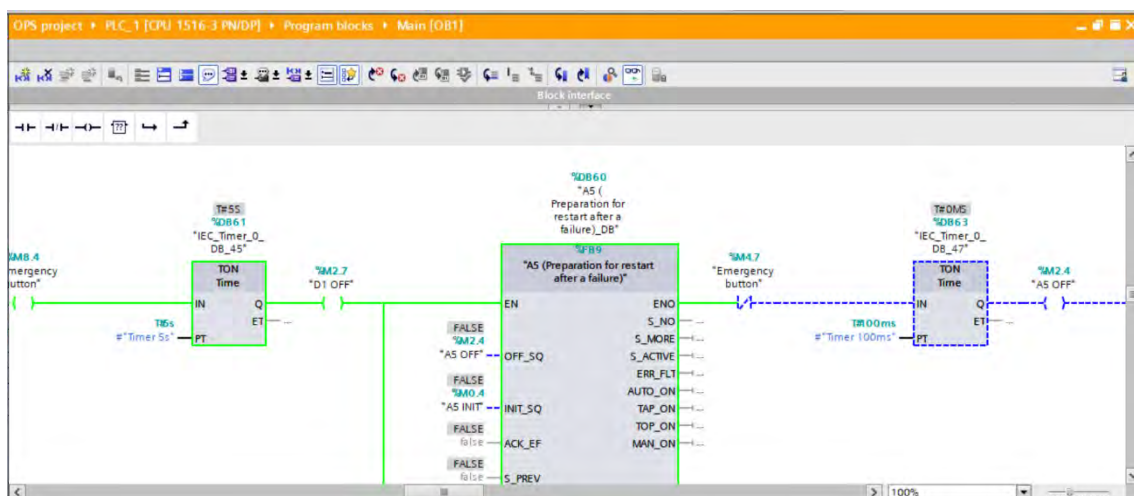 OPS project ▸ PLC_1 [CPU 1516-3 PN/DP] ▸ Program blocks ▸ Main [OB1]
Block interface
??
%DB60
"A5 (
Preparation for
restart after a
failure)_DB"
T#5S
%DB61
"IEC_Timer_0_
DB_45"
T#0MS
%DB63
"IEC_Timer_0_
DB_47"
%M8.4
mergency
utton"
TON
Time
IN
Q
ET
...
T#5s
#"Timer 5s"
PT
%M2.7
"D1 OFF"
%FB9
"A5 (Preparation for restart
after a failure)"
EN
ENO
S_NO
...
S_MORE
...
S_ACTIVE
...
ERR_FLT
...
AUTO_ON
...
TAP_ON
...
TOP_ON
...
MAN_ON
...
FALSE
%M2.4
"A5 OFF"
OFF_SQ
FALSE
%M0.4
"A5 INIT"
INIT_SQ
FALSE
false
ACK_EF
FALSE
false
S_PREV
%M4.7
"Emergency
button"
TON
Time
IN
Q
ET
...
T#100ms
#"Timer 100ms"
PT
%M2.4
"A5 OFF"
100%